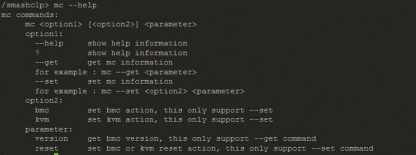 /smashclp> mc --help
mc commands:
mc <option1> [<option2>] <parameter>
option1:
--help show help information
? show help information
--get get mc information
for example : mc --get <parameter>
--set set mc information
for example: mc --set <option2> <parameter>
option2:
bmc set bmc action, this only support --set
kvm set kvm action, this only support --set
parameter:
version get bmc version, this only support --get command
reset set bmc or kvm reset action, this only support --set command